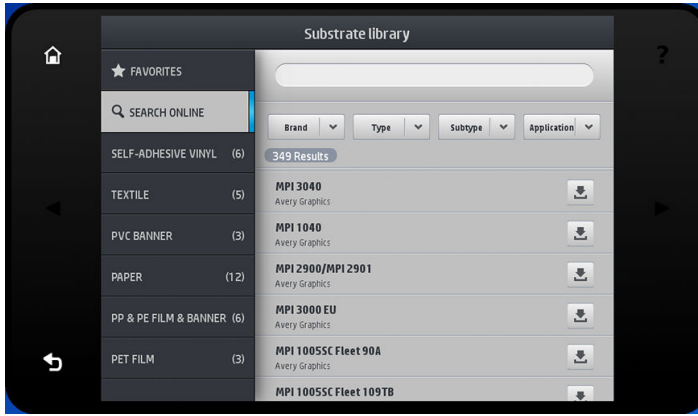 Substrate library
?
FAVORITES
SEARCH ONLINE
SELF-ADHESIVE VINYL (6)
TEXTILE (5)
PVC BANNER (3)
PAPER (12)
PP & PE FILM & BANNER (6)
PET FILM (3)
Brand Type Subtype Application
349 Results
MPI 3040
Avery Graphics
MPI 1040
Avery Graphics
MPI 2900/MPI 2901
Avery Graphics
MPI 3000 EU
Avery Graphics
MPI 1005SC Fleet 90A
Avery Graphics
MPI 1005SC Fleet 109TB